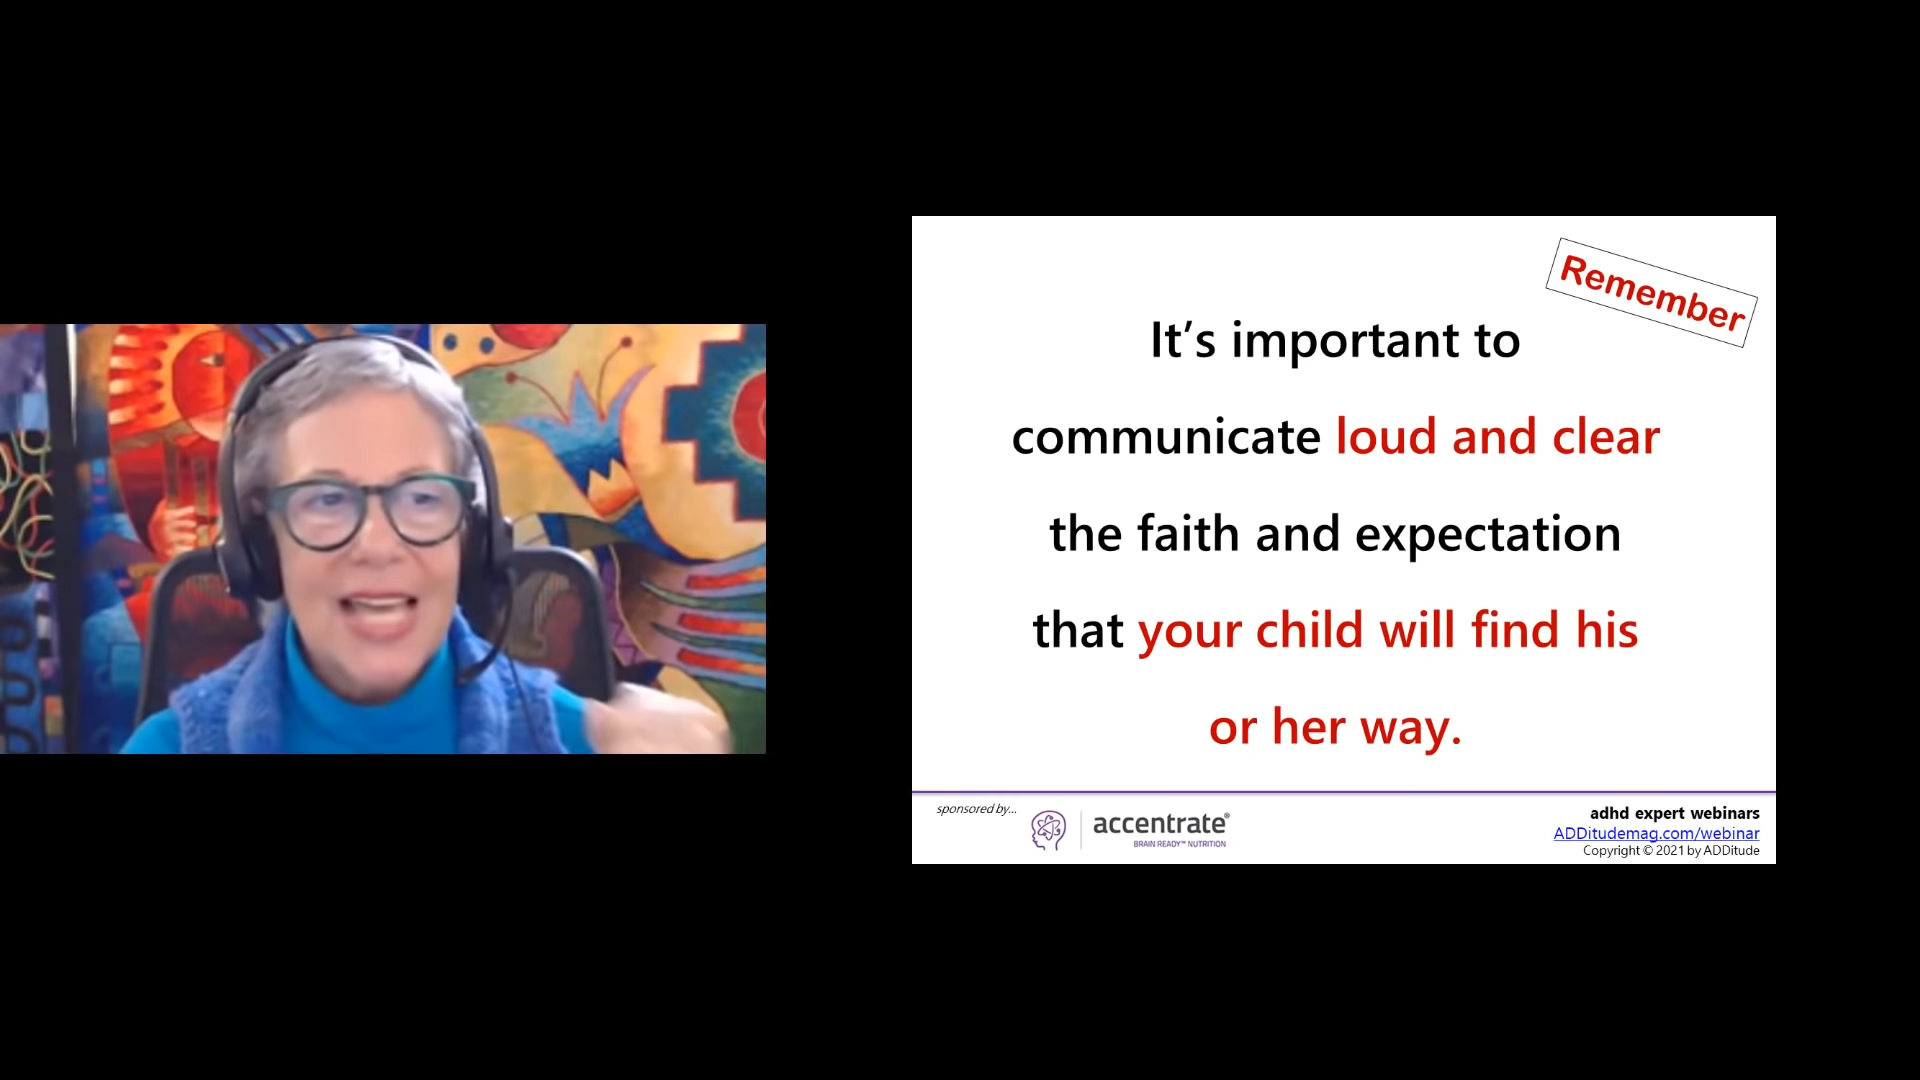 Remember
It’s important to
communicate loud and clear
the faith and expectation
that your child will find his
or her way.
sponsored by...
accentrate®
BRAIN READY™ NUTRITION
adhd expert webinars
ADDitudemag.com/webinar
Copyright © 2021 by ADDitude